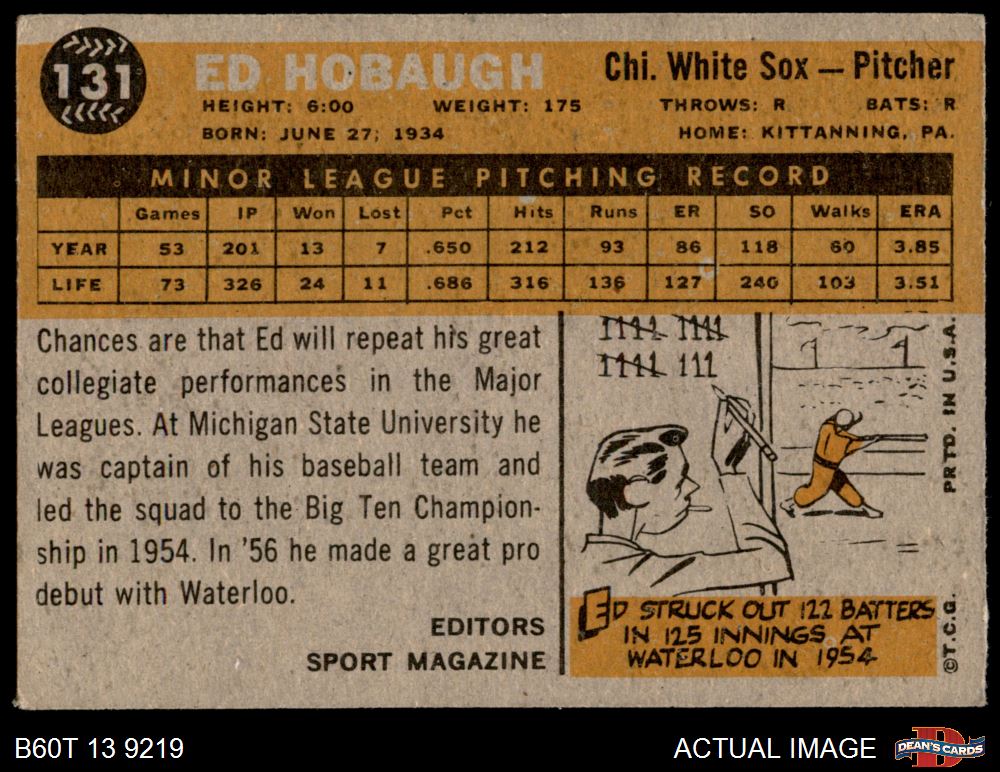 131
ED HOBAUGH
Chi. White Sox — Pitcher
HEIGHT: 6:00 WEIGHT: 175 THROWS: R BATS: R
BORN: JUNE 27, 1934 HOME: KITTANNING, PA.
MINOR LEAGUE PITCHING RECORD
Games IP Won Lost Pct Hits Runs ER SO Walks ERA
YEAR 53 201 13 7 .650 212 93 86 118 60 3.85
LIFE 73 326 24 11 .686 316 136 127 240 103 3.51
Chances are that Ed will repeat his great
collegiate performances in the Major
Leagues. At Michigan State University he
was captain of his baseball team and
led the squad to the Big Ten Champion-
ship in 1954. In '56 he made a great pro
debut with Waterloo.
EDITORS
SPORT MAGAZINE
ED STRUCK OUT 122 BATTERS
IN 125 INNINGS AT
WATERLOO IN 1954
PRTD. IN U.S.A.
©T.C.G.
B60T 13 9219
ACTUAL IMAGE
D
DEAN'S CARDS